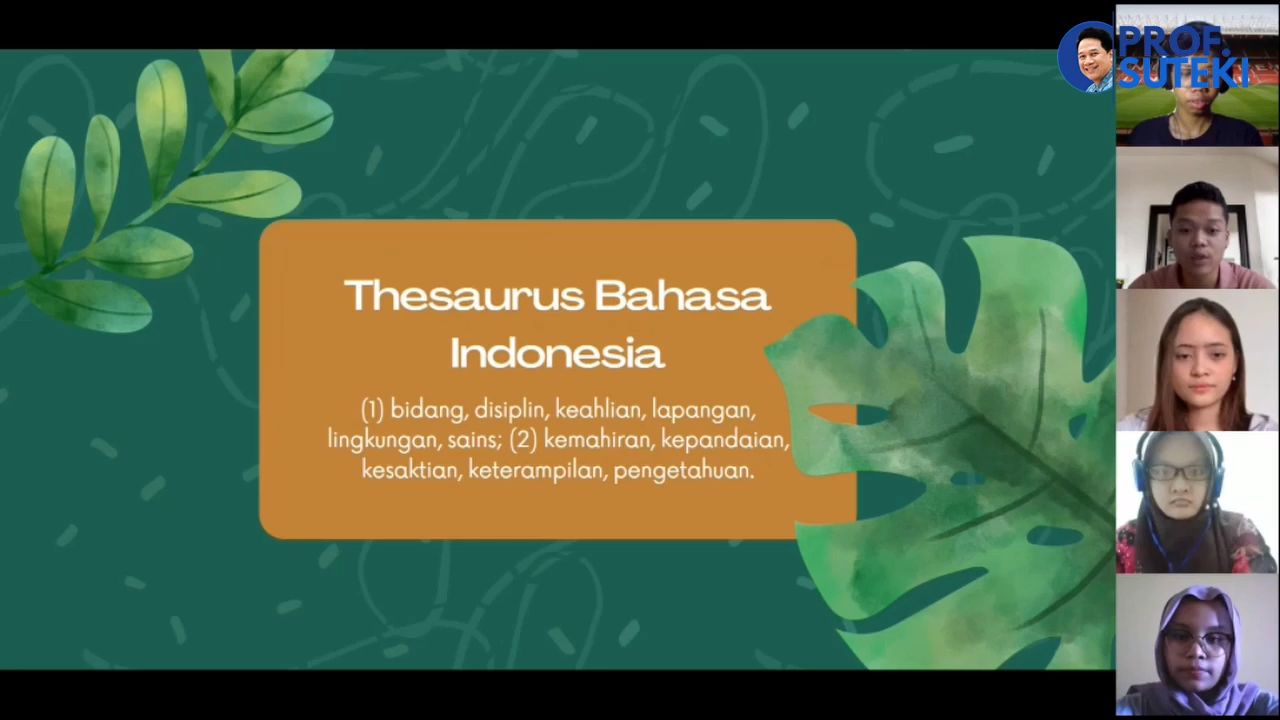 Thesaurus Bahasa
Indonesia
(1) bidang, disiplin, keahlian, lapangan,
lingkungan, sains; (2) kemahiran, kepandaian,
kesaktian, keterampilan, pengetahuan.
PROF.
SUTEKI